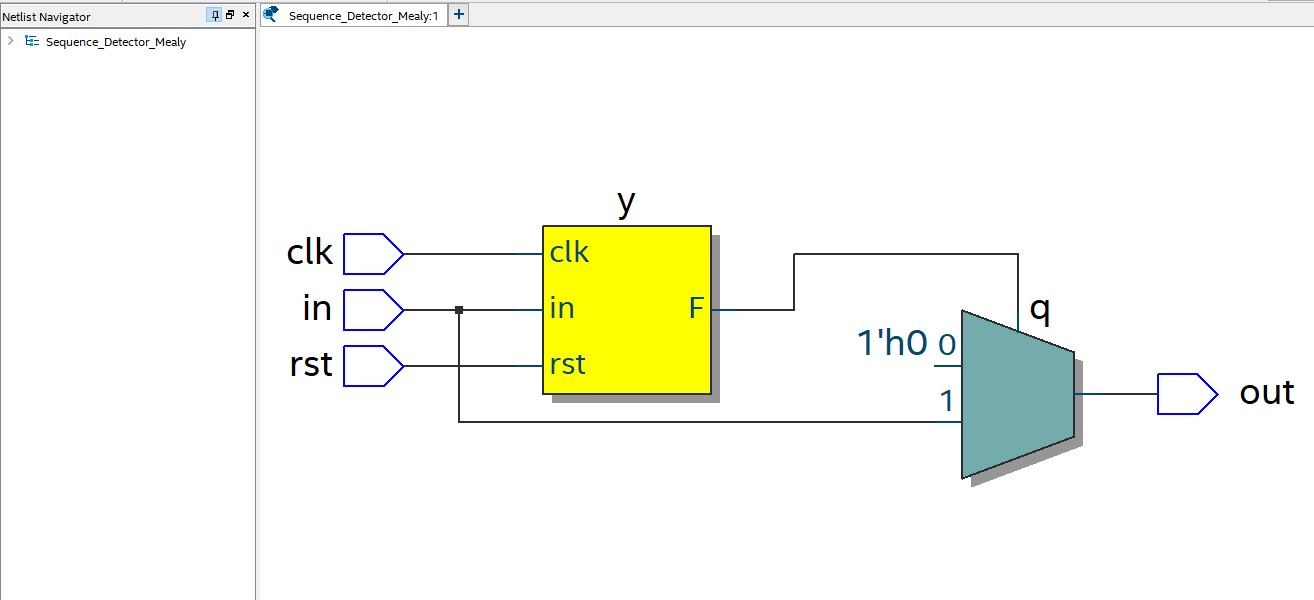 Netlist Navigator
Sequence_Detector_Mealy:1
Sequence_Detector_Mealy
y
clk
clk
in
in
F
q
1'h0
0
rst
rst
1
out